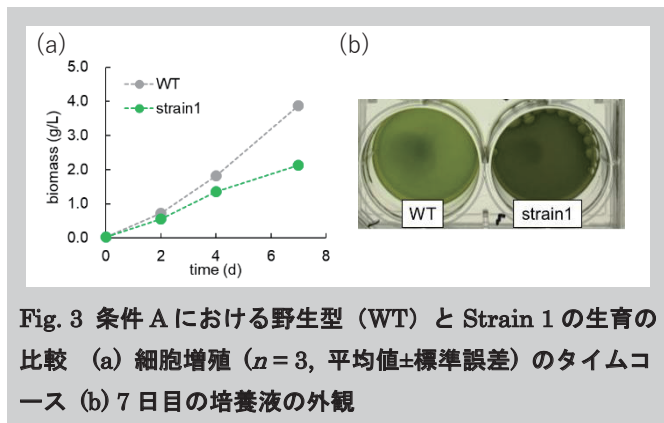 (a)
(b)
5.0
4.0
3.0
2.0
1.0
0.0
biomass (g/L)
WT
strain1
0 2 4 6 8
time (d)
WT
strain1
Fig. 3 条件 A における野生型（WT）と Strain 1 の生育の
比較 (a) 細胞増殖 (n = 3, 平均値±標準誤差) のタイムコ
ース (b) 7 日目の培養液の外観